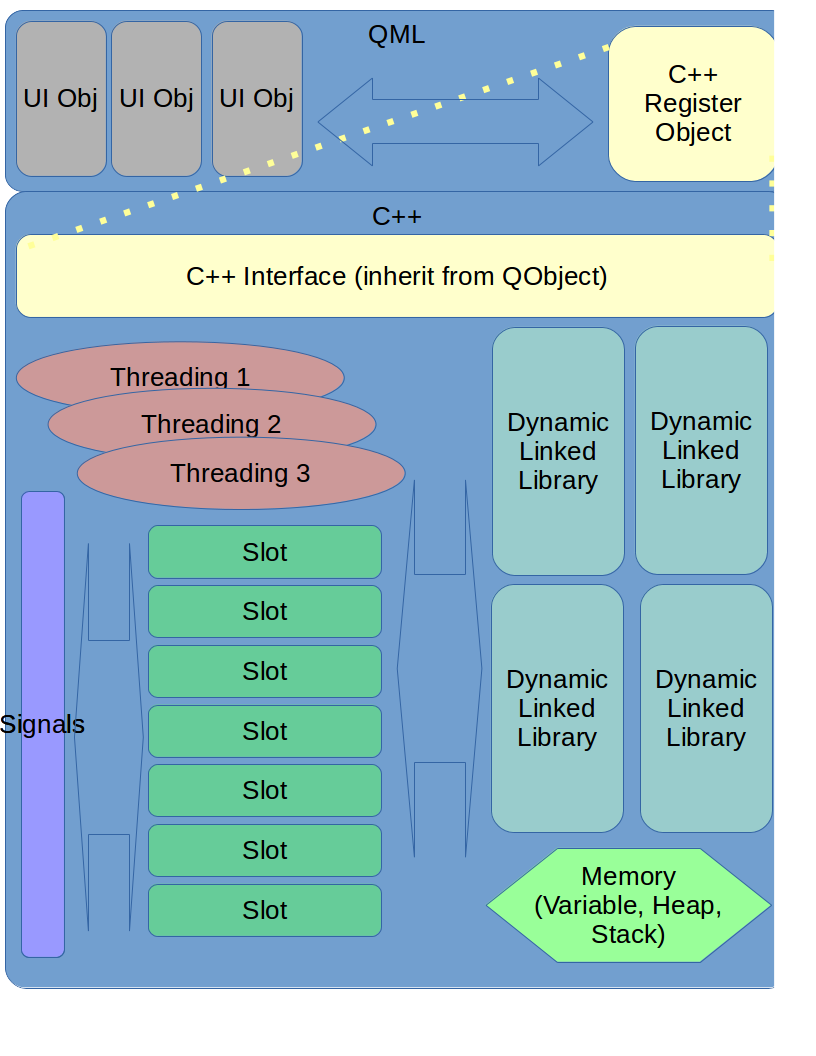 QML
UI Obj
UI Obj
UI Obj
C++
Register
Object
C++
C++ Interface (inherit from QObject)
Threading 1
Threading 2
Threading 3
Signals
Slot
Slot
Slot
Slot
Slot
Slot
Slot
Dynamic
Linked
Library
Dynamic
Linked
Library
Dynamic
Linked
Library
Dynamic
Linked
Library
Memory
(Variable, Heap,
Stack)